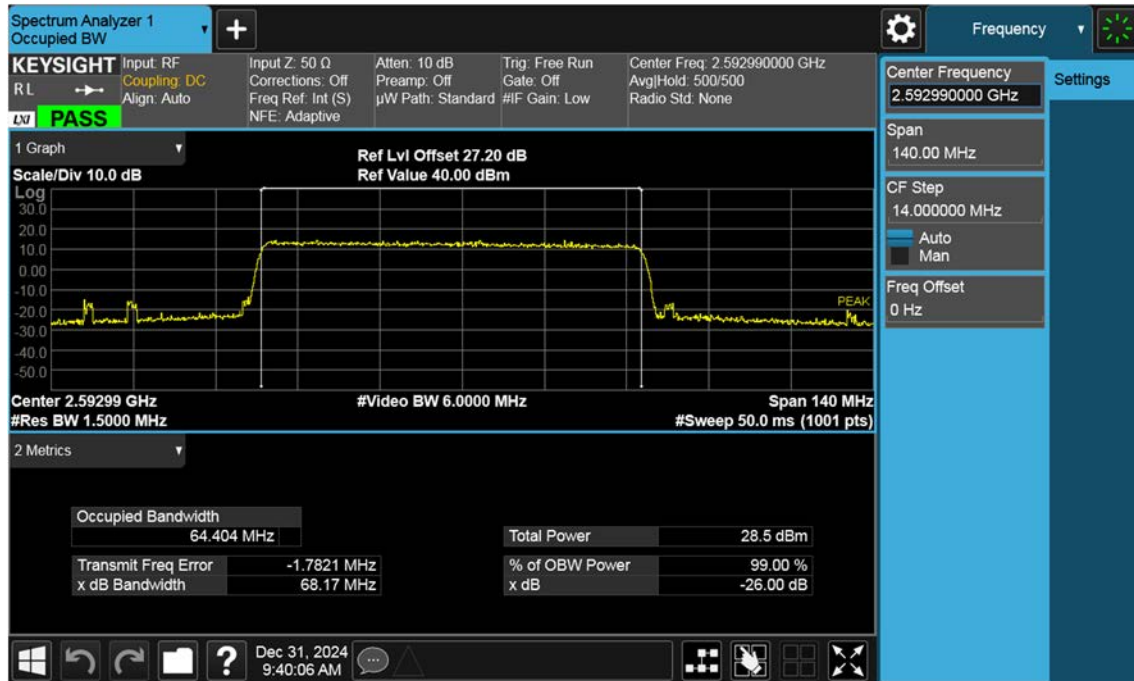 Spectrum Analyzer 1
Occupied BW
+
Frequency
KEYSIGHT
R L
LXI PASS
Input: RF
Coupling: DC
Align: Auto
Input Z: 50 Ω
Corrections: Off
Freq Ref: Int (S)
NFE: Adaptive
Atten: 10 dB
Preamp: Off
µW Path: Standard
Trig: Free Run
Gate: Off
#IF Gain: Low
Center Freq: 2.592990000 GHz
Avg|Hold: 500/500
Radio Std: None
Center Frequency
2.592990000 GHz
Settings
Span
140.00 MHz
CF Step
14.000000 MHz
Auto
Man
Freq Offset
0 Hz
1 Graph
Scale/Div 10.0 dB
Ref Lvl Offset 27.20 dB
Ref Value 40.00 dBm
Log
30.0
20.0
10.0
0.00
-10.0
-20.0
-30.0
-40.0
-50.0
PEAK
Center 2.59299 GHz
#Video BW 6.0000 MHz
Span 140 MHz
#Res BW 1.5000 MHz
#Sweep 50.0 ms (1001 pts)
2 Metrics
Occupied Bandwidth
64.404 MHz
Total Power 28.5 dBm
Transmit Freq Error -1.7821 MHz
% of OBW Power 99.00 %
x dB Bandwidth 68.17 MHz
x dB -26.00 dB
?
Dec 31, 2024
9:40:06 AM